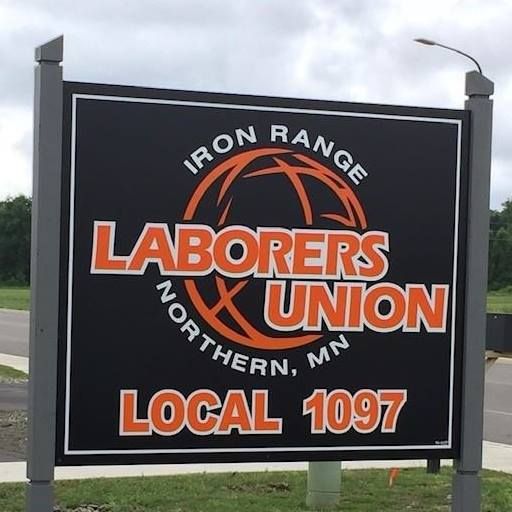 IRON RANGE
LABORERS
UNION
NORTHERN, MN
LOCAL 1097